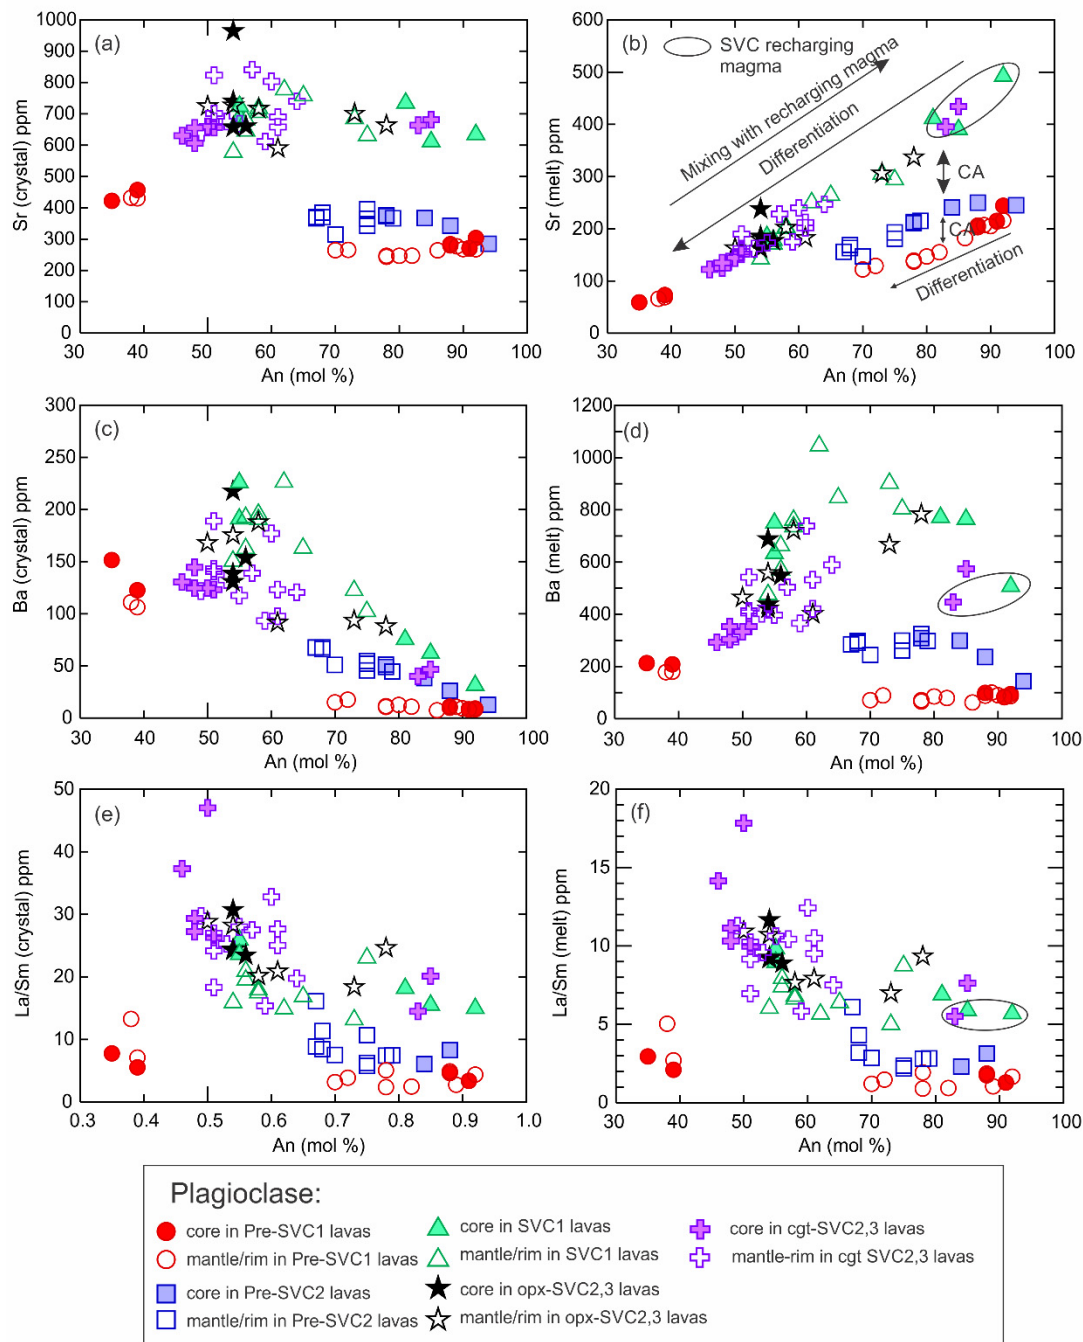 (a)
Sr (crystal) ppm
1000
900
800
700
600
500
400
300
200
100
0
30 40 50 60 70 80 90 100
An (mol %)
(b)
SVC recharging
magma
Mixing with recharging magma
Differentiation
CA
CA
Differentiation
Sr (melt) ppm
600
500
400
300
200
100
0
30 40 50 60 70 80 90 100
An (mol %)
(c)
Ba (crystal) ppm
300
250
200
150
100
50
0
30 40 50 60 70 80 90 100
An (mol %)
(d)
Ba (melt) ppm
1200
1000
800
600
400
200
0
30 40 50 60 70 80 90 100
An (mol %)
(e)
La/Sm (crystal) ppm
50
40
30
20
10
0
0.3 0.4 0.5 0.6 0.7 0.8 0.9 1.0
An (mol %)
(f)
La/Sm (melt) ppm
20
15
10
5
0
30 40 50 60 70 80 90 100
An (mol %)
Plagioclase:
core in Pre-SVC1 lavas
mantle/rim in Pre-SVC1 lavas
core in Pre-SVC2 lavas
mantle/rim in Pre-SVC2 lavas
core in SVC1 lavas
mantle/rim in SVC1 lavas
core in opx-SVC2,3 lavas
mantle/rim in opx-SVC2,3 lavas
core in cgt-SVC2,3 lavas
mantle-rim in cgt SVC2,3 lavas